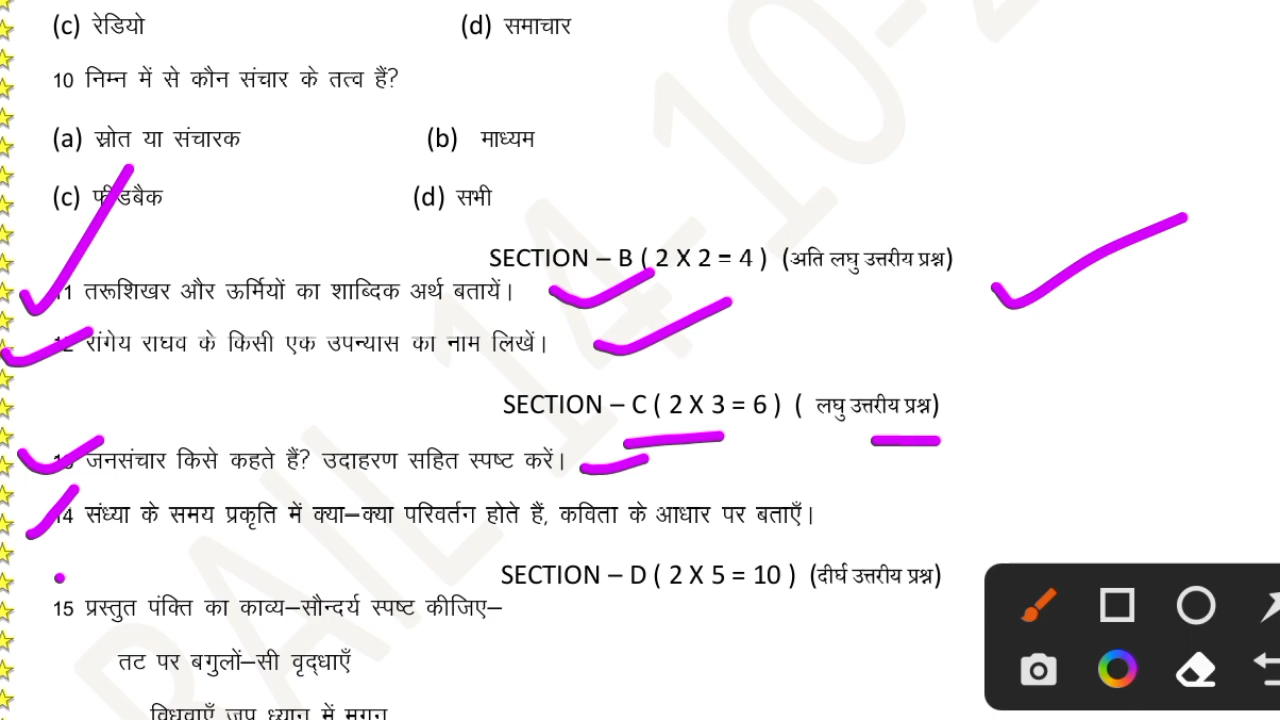 (c) रेडियो (d) समाचार
10 निम्न में से कौन संचार के तत्व हैं?
(a) स्रोत या संचारक (b) माध्यम
(c) फीडबैक (d) सभी
SECTION – B ( 2 X 2 = 4 ) (अति लघु उत्तरीय प्रश्न)
11 तरूशिखर और ऊर्मियों का शाब्दिक अर्थ बतायें।
12 रांगेय राघव के किसी एक उपन्यास का नाम लिखें।
SECTION – C ( 2 X 3 = 6 ) ( लघु उत्तरीय प्रश्न)
13 जनसंचार किसे कहते हैं? उदाहरण सहित स्पष्ट करें।
14 संध्या के समय प्रकृति में क्या–क्या परिवर्तन होते हैं, कविता के आधार पर बताएँ।
SECTION – D ( 2 X 5 = 10 ) (दीर्घ उत्तरीय प्रश्न)
15 प्रस्तुत पंक्ति का काव्य–सौन्दर्य स्पष्ट कीजिए–
तट पर बगुलों–सी वृद्धाएँ
विधवाएँ जप ध्यान में मगन